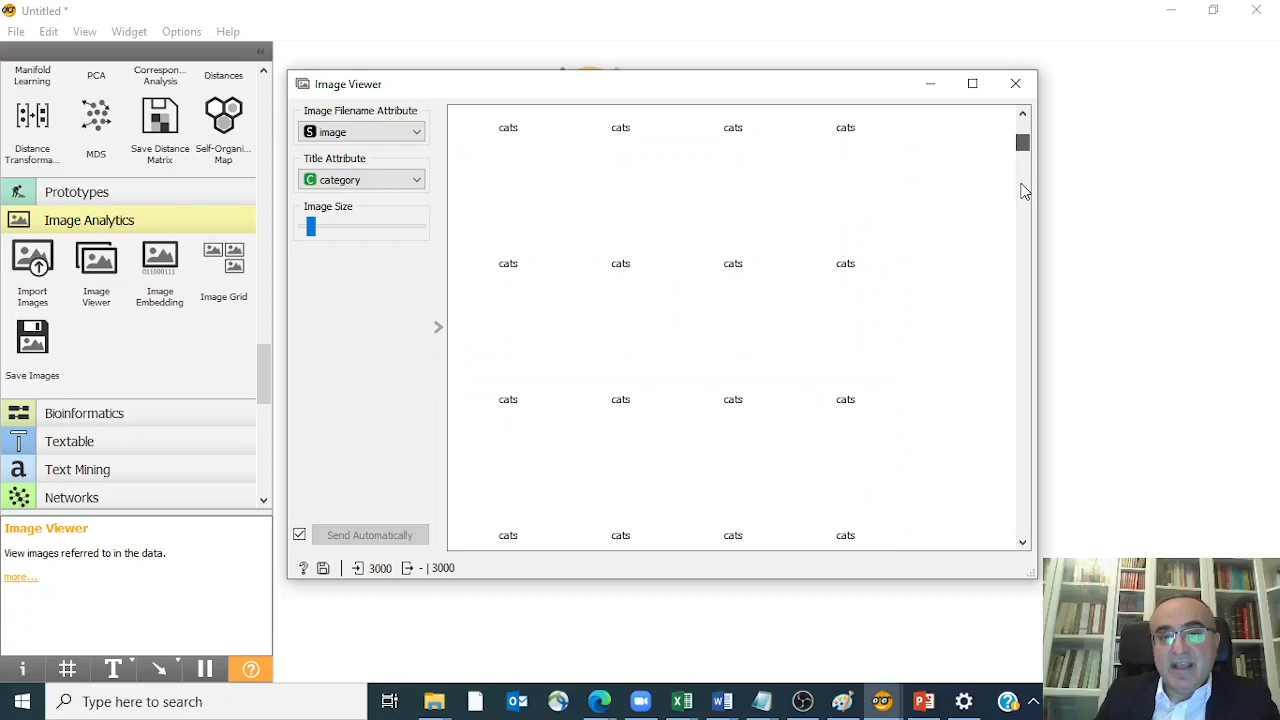 Untitled *
File Edit View Widget Options Help
Manifold Learning
PCA
Correspon... Analysis
Distances
Distance Transforma...
MDS
Save Distance Matrix
Self-Organi... Map
Prototypes
Image Analytics
Import Images
Image Viewer
Image Embedding
Image Grid
Save Images
Bioinformatics
Textable
Text Mining
Networks
Image Viewer
View images referred to in the data.
more...
Image Viewer
Image Filename Attribute
image
Title Attribute
category
Image Size
Send Automatically
3000 - | 3000
cats cats cats cats
cats cats cats cats
cats cats cats cats
cats cats cats cats
Type here to search